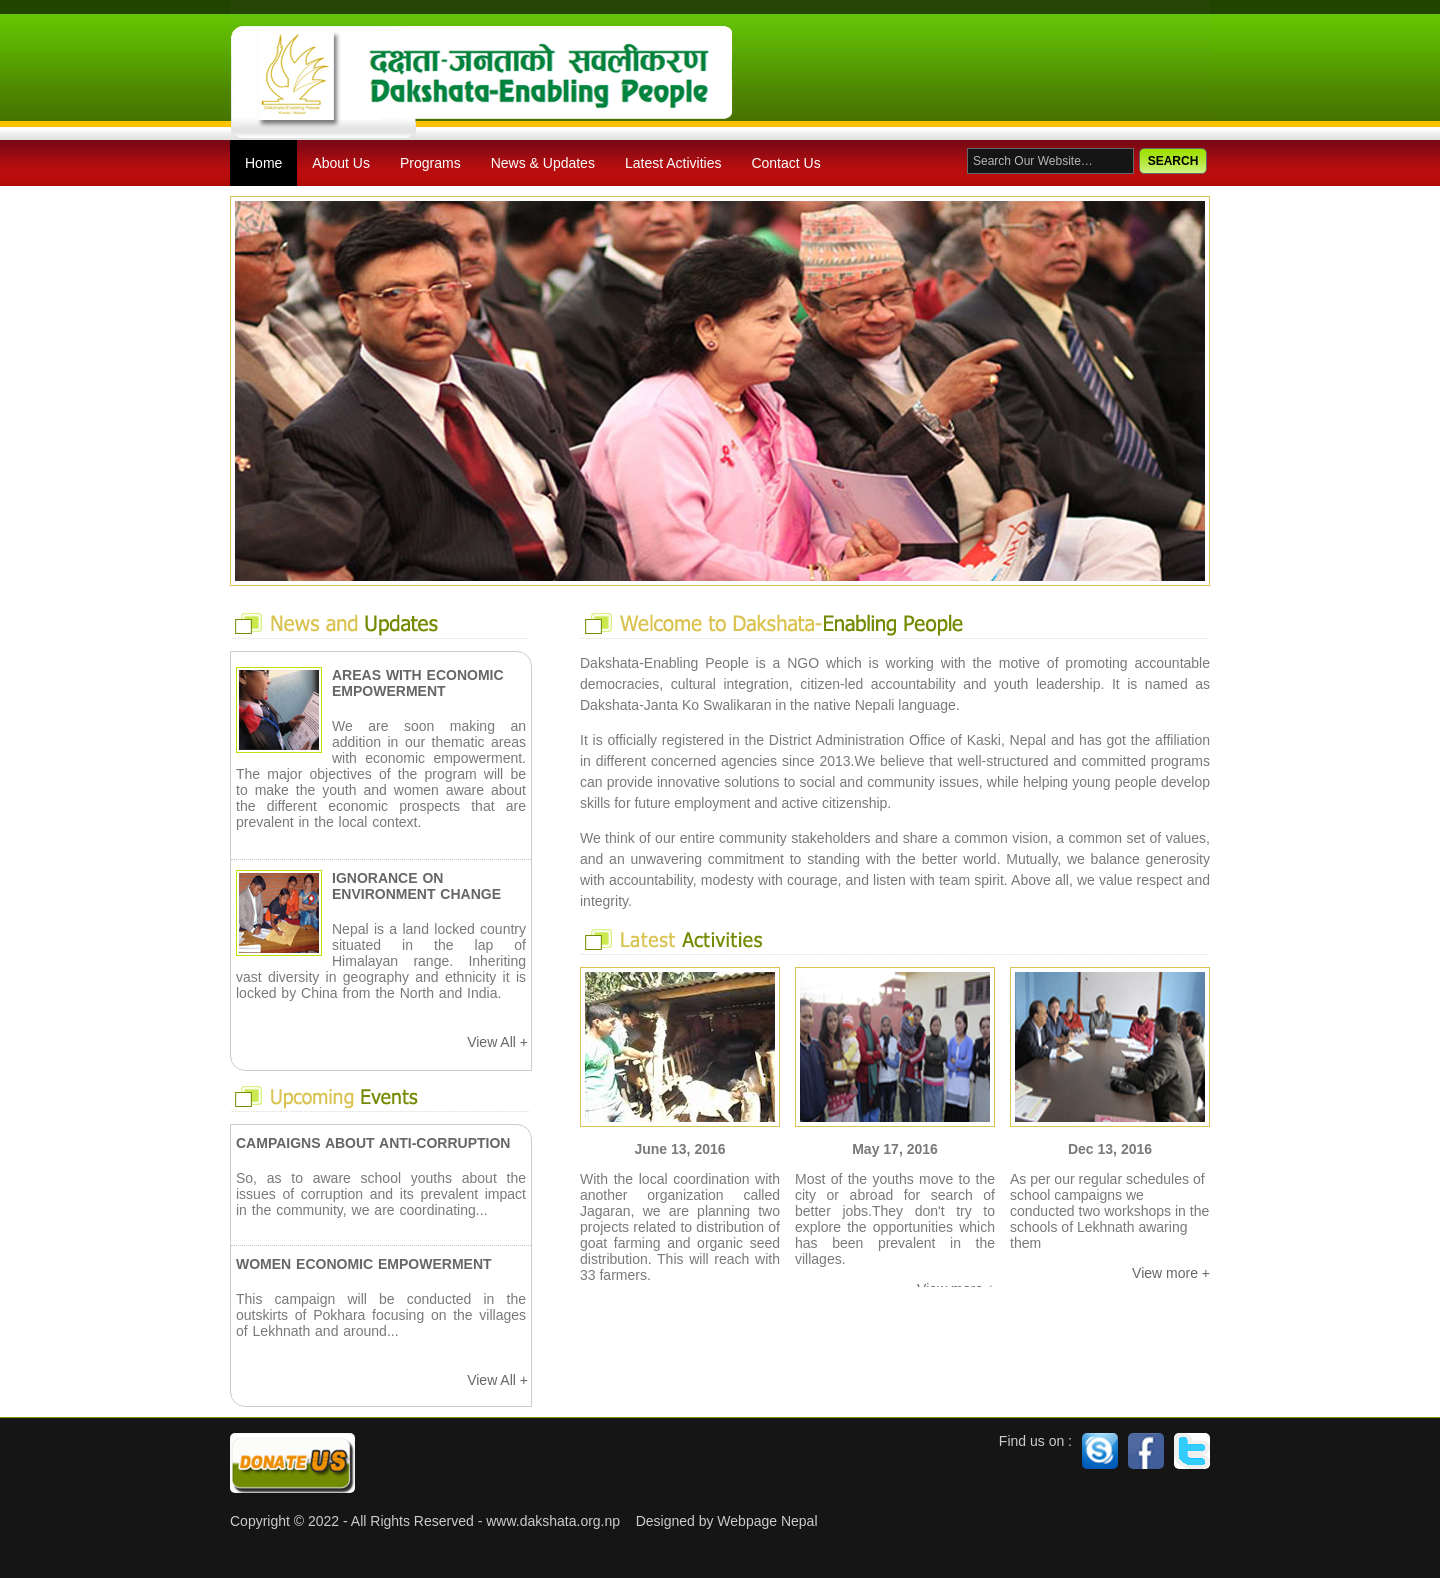 दक्षता-जनताको सवलीकरण
Dakshata-Enabling People
Dakshata-Enabling People
Home About Us Programs News & Updates Latest Activities Contact Us
Search Our Website… SEARCH
News and Updates
AREAS WITH ECONOMIC
EMPOWERMENT
We are soon making an
addition in our thematic areas
with economic empowerment.
The major objectives of the program will be
to make the youth and women aware about
the different economic prospects that are
prevalent in the local context.
IGNORANCE ON
ENVIRONMENT CHANGE
Nepal is a land locked country
situated in the lap of
Himalayan range. Inheriting
vast diversity in geography and ethnicity it is
locked by China from the North and India.
View All +
Upcoming Events
CAMPAIGNS ABOUT ANTI-CORRUPTION
So, as to aware school youths about the
issues of corruption and its prevalent impact
in the community, we are coordinating...
WOMEN ECONOMIC EMPOWERMENT
This campaign will be conducted in the
outskirts of Pokhara focusing on the villages
of Lekhnath and around...
View All +
Welcome to Dakshata-Enabling People
Dakshata-Enabling People is a NGO which is working with the motive of promoting accountable
democracies, cultural integration, citizen-led accountability and youth leadership. It is named as
Dakshata-Janta Ko Swalikaran in the native Nepali language.
It is officially registered in the District Administration Office of Kaski, Nepal and has got the affiliation
in different concerned agencies since 2013.We believe that well-structured and committed programs
can provide innovative solutions to social and community issues, while helping young people develop
skills for future employment and active citizenship.
We think of our entire community stakeholders and share a common vision, a common set of values,
and an unwavering commitment to standing with the better world. Mutually, we balance generosity
with accountability, modesty with courage, and listen with team spirit. Above all, we value respect and
integrity.
Latest Activities
June 13, 2016
With the local coordination with
another organization called
Jagaran, we are planning two
projects related to distribution of
goat farming and organic seed
distribution. This will reach with
33 farmers.
May 17, 2016
Most of the youths move to the
city or abroad for search of
better jobs.They don't try to
explore the opportunities which
has been prevalent in the
villages.
View more +
Dec 13, 2016
As per our regular schedules of
school campaigns we
conducted two workshops in the
schools of Lekhnath awaring
them
View more +
DONATE US
Find us on :
Copyright © 2022 - All Rights Reserved - www.dakshata.org.np Designed by Webpage Nepal